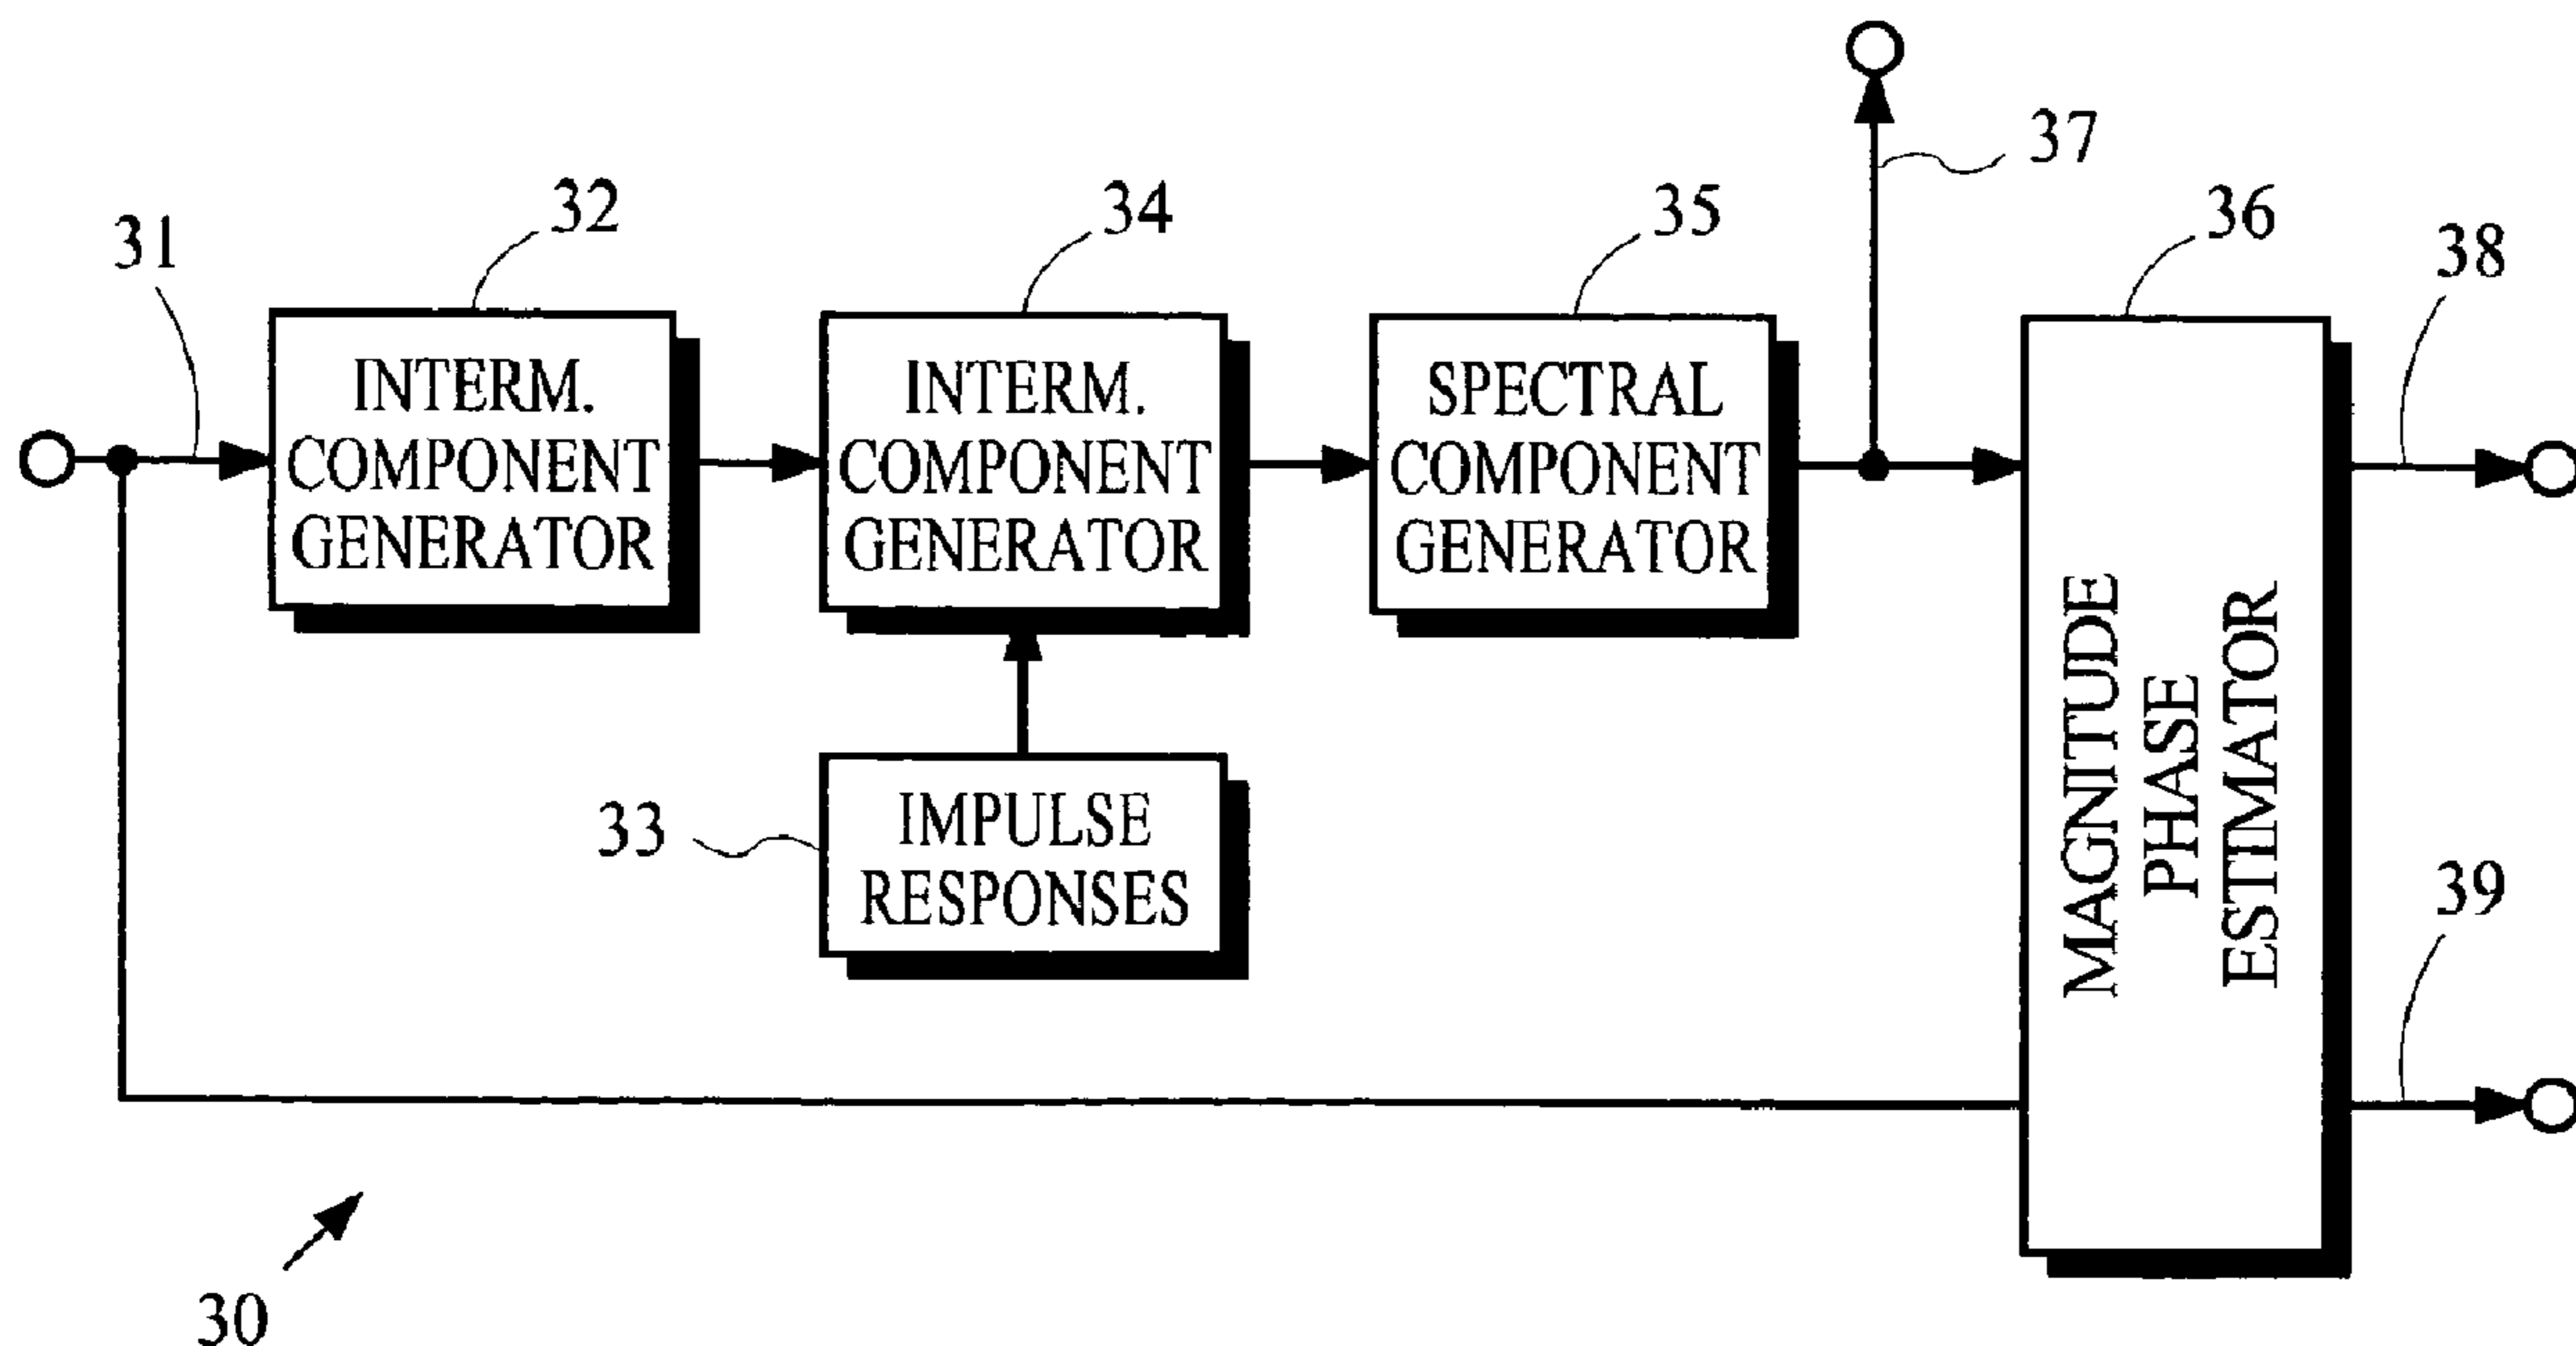 37
32
34
35
36
31
38
INTERM.
COMPONENT
GENERATOR
INTERM.
COMPONENT
GENERATOR
SPECTRAL
COMPONENT
GENERATOR
MAGNITUDE
PHASE
ESTIMATOR
33
IMPULSE
RESPONSES
39
30